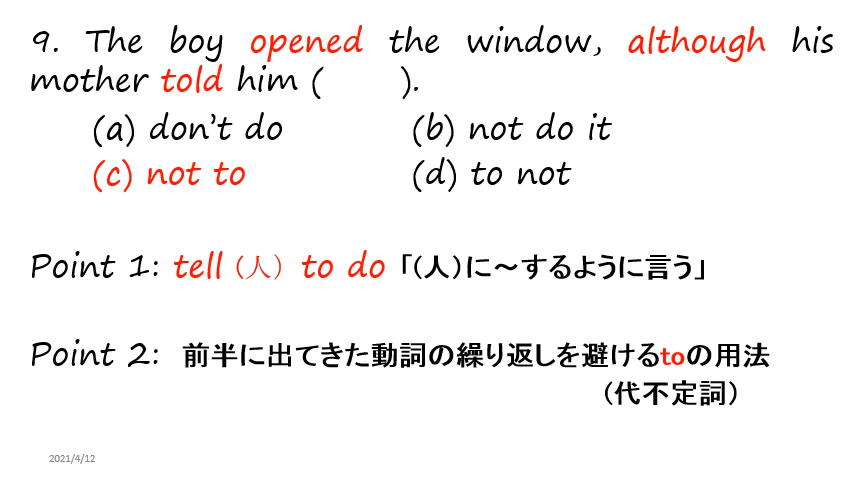 9. The boy opened the window, although his
mother told him (        ).
(a) don't do (b) not do it
(c) not to (d) to not
Point 1: tell（人）to do「(人)に～するように言う」
Point 2: 前半に出てきた動詞の繰り返しを避けるtoの用法
（代不定詞）
2021/4/12